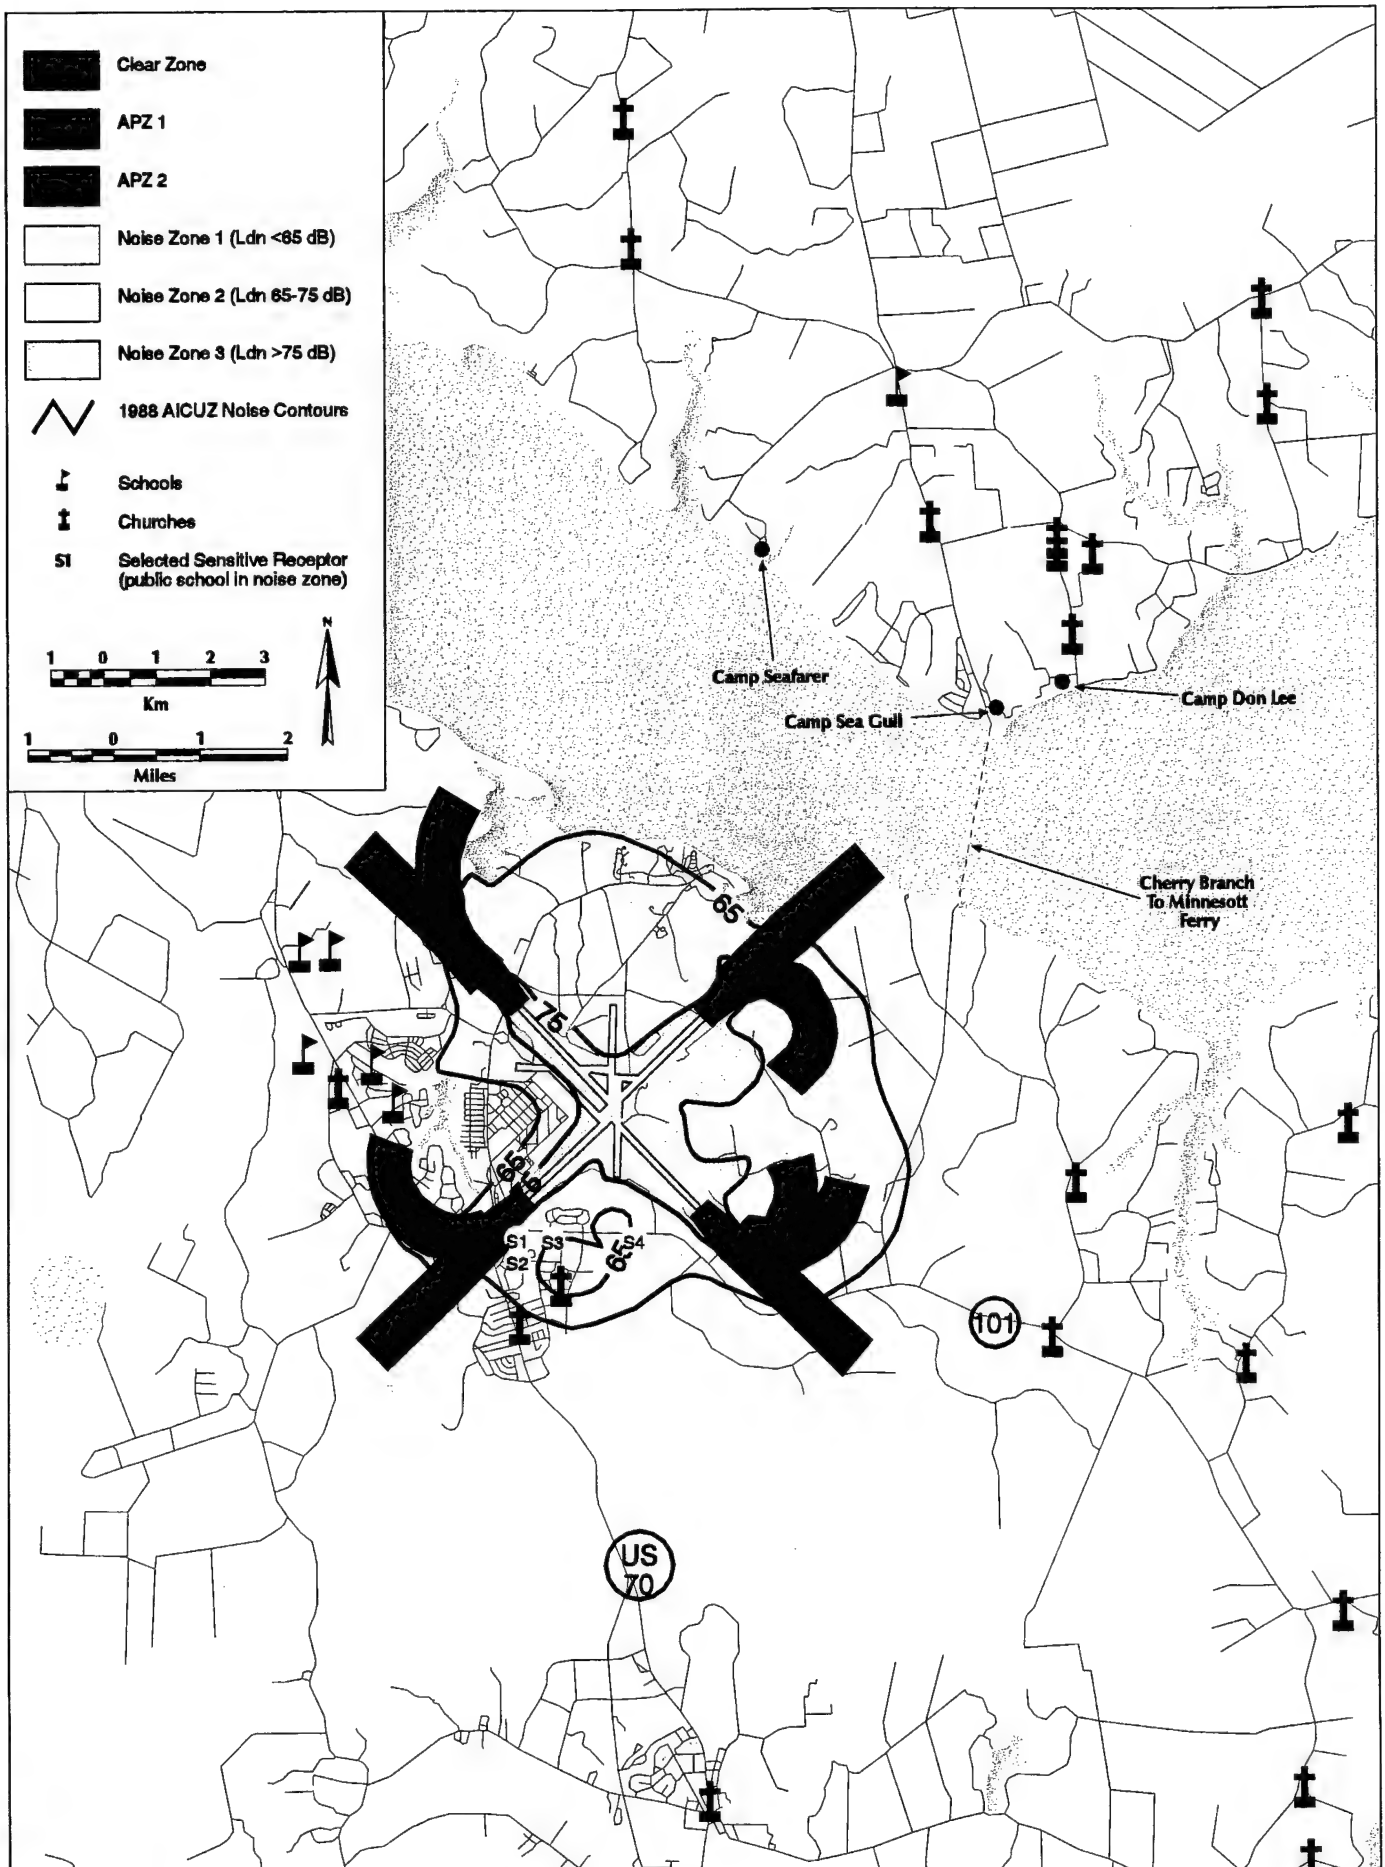 Clear Zone
APZ 1
APZ 2
Noise Zone 1 (Ldn <65 dB)
Noise Zone 2 (Ldn 65-75 dB)
Noise Zone 3 (Ldn >75 dB)
1988 AICUZ Noise Contours
Schools
Churches
S1 Selected Sensitive Receptor
(public school in noise zone)
N
1 0 1 2 3
Km
1 0 1 2
Miles
Camp Seafarer
Camp Sea Gull
Camp Don Lee
Cherry Branch
To Minnesott
Ferry
65
75
65
S1 S3 S4
S2
65
101
US
70